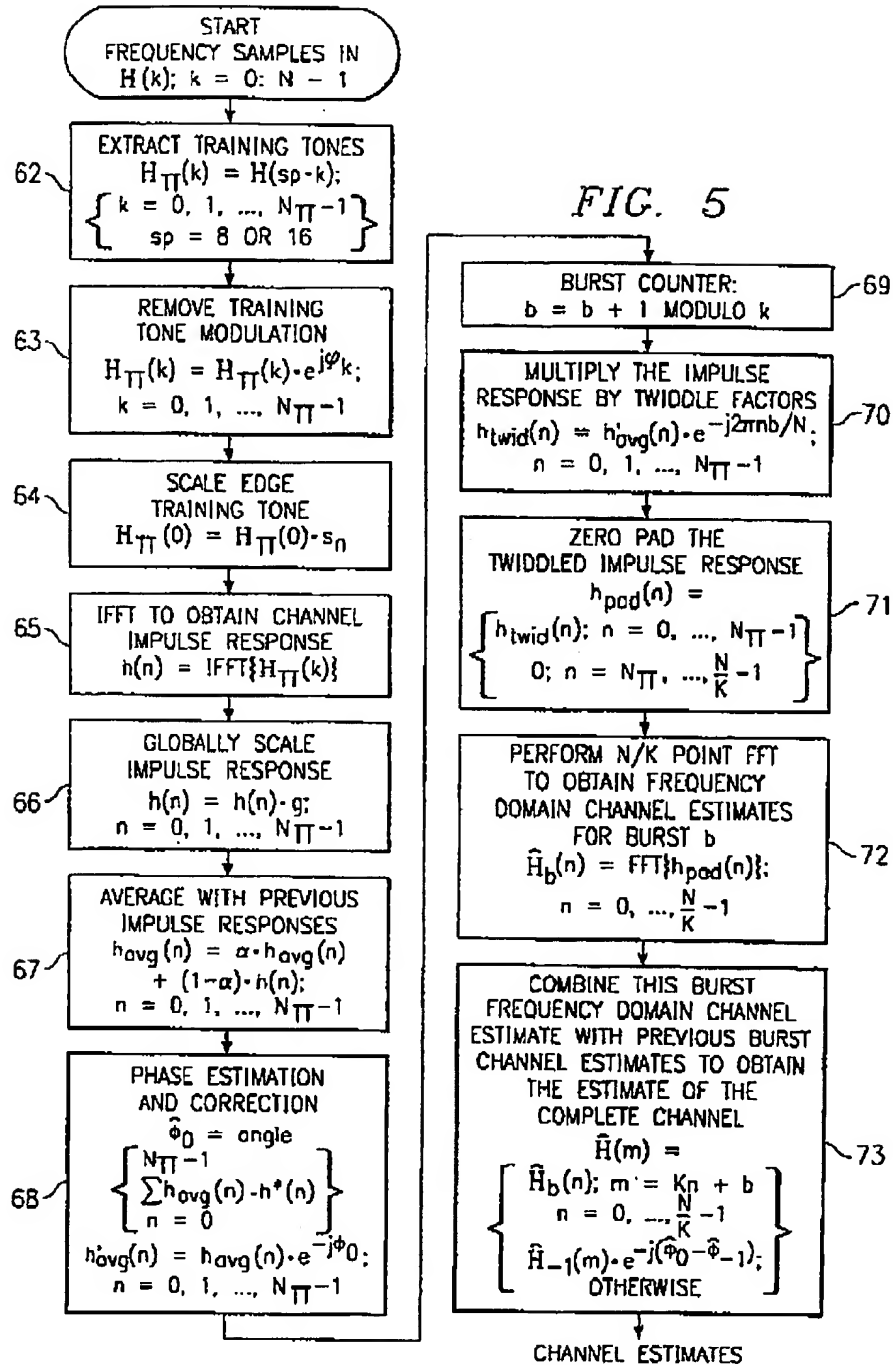 START
FREQUENCY SAMPLES IN
H(k); k = 0: N - 1
62
EXTRACT TRAINING TONES
H_TT(k) = H(sp·k);
{ k = 0, 1, ..., N_TT -1 }
sp = 8 OR 16
63
REMOVE TRAINING
TONE MODULATION
H_TT(k) = H_TT(k)·e^jφk;
k = 0, 1, ..., N_TT -1
64
SCALE EDGE
TRAINING TONE
H_TT(0) = H_TT(0)·s_n
65
IFFT TO OBTAIN CHANNEL
IMPULSE RESPONSE
h(n) = IFFT{H_TT(k)}
66
GLOBALLY SCALE
IMPULSE RESPONSE
h(n) = h(n)·g;
n = 0, 1, ..., N_TT -1
67
AVERAGE WITH PREVIOUS
IMPULSE RESPONSES
h_avg(n) = α·h_avg(n)
+ (1-α)·h(n);
n = 0, 1, ..., N_TT -1
68
PHASE ESTIMATION
AND CORRECTION
Φ̂_0 = angle
N_TT -1
{ ∑h_avg(n)·h*(n) }
n = 0
h'_avg(n) = h_avg(n)·e^-jΦ0;
n = 0, 1, ..., N_TT -1
FIG. 5
BURST COUNTER:
b = b + 1 MODULO k
69
MULTIPLY THE IMPULSE
RESPONSE BY TWIDDLE FACTORS
h_twid(n) = h'_avg(n)·e^-j2πnb/N;
n = 0, 1, ..., N_TT -1
70
ZERO PAD THE
TWIDDLED IMPULSE RESPONSE
h_pad(n) =
{ h_twid(n); n = 0, ..., N_TT -1
0; n = N_TT, ..., N/K -1 }
71
PERFORM N/K POINT FFT
TO OBTAIN FREQUENCY
DOMAIN CHANNEL ESTIMATES
FOR BURST b
Ĥ_b(n) = FFT{h_pad(n)};
n = 0, ..., N/K -1
72
COMBINE THIS BURST
FREQUENCY DOMAIN CHANNEL
ESTIMATE WITH PREVIOUS BURST
CHANNEL ESTIMATES TO OBTAIN
THE ESTIMATE OF THE
COMPLETE CHANNEL
Ĥ(m) =
{ Ĥ_b(n); m = Kn + b
n = 0, ..., N/K -1
Ĥ_-1(m)·e^-j(Φ̂_0-Φ̂_-1);
OTHERWISE }
73
CHANNEL ESTIMATES